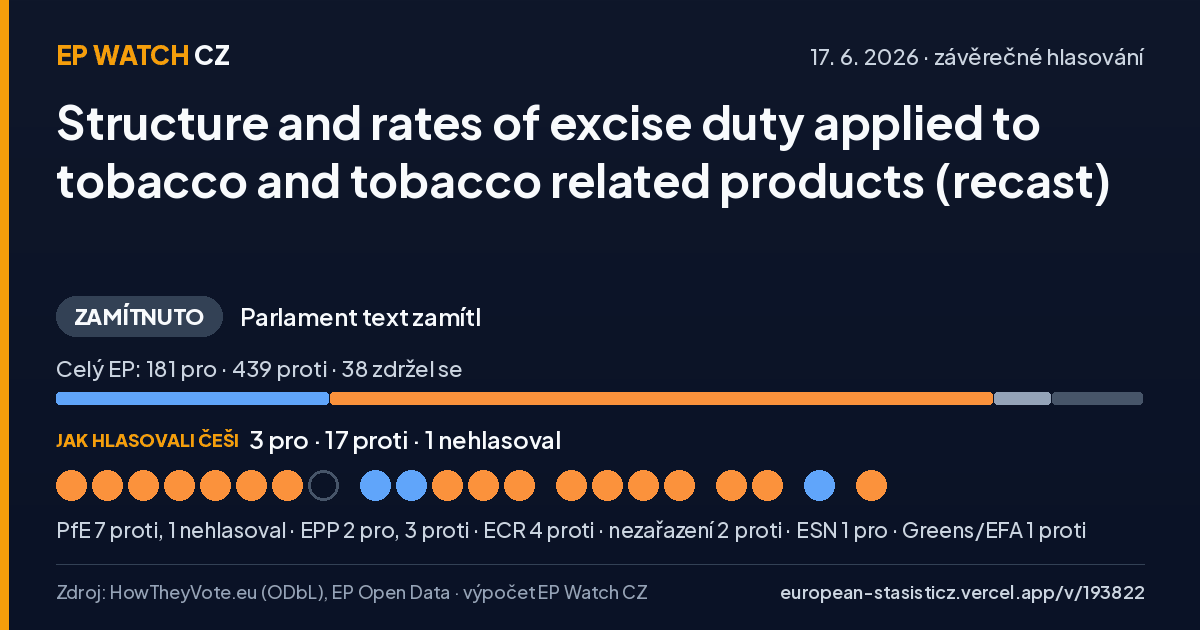 EP WATCH CZ
17. 6. 2026 · závěrečné hlasování
Structure and rates of excise duty applied to
tobacco and tobacco related products (recast)
ZAMÍTNUTO Parlament text zamítl
Celý EP: 181 pro · 439 proti · 38 zdržel se
JAK HLASOVALI ČEŠI 3 pro · 17 proti · 1 nehlasoval
PfE 7 proti, 1 nehlasoval · EPP 2 pro, 3 proti · ECR 4 proti · nezařazení 2 proti · ESN 1 pro · Greens/EFA 1 proti
Zdroj: HowTheyVote.eu (ODbL), EP Open Data · výpočet EP Watch CZ
european-stasisticz.vercel.app/v/193822